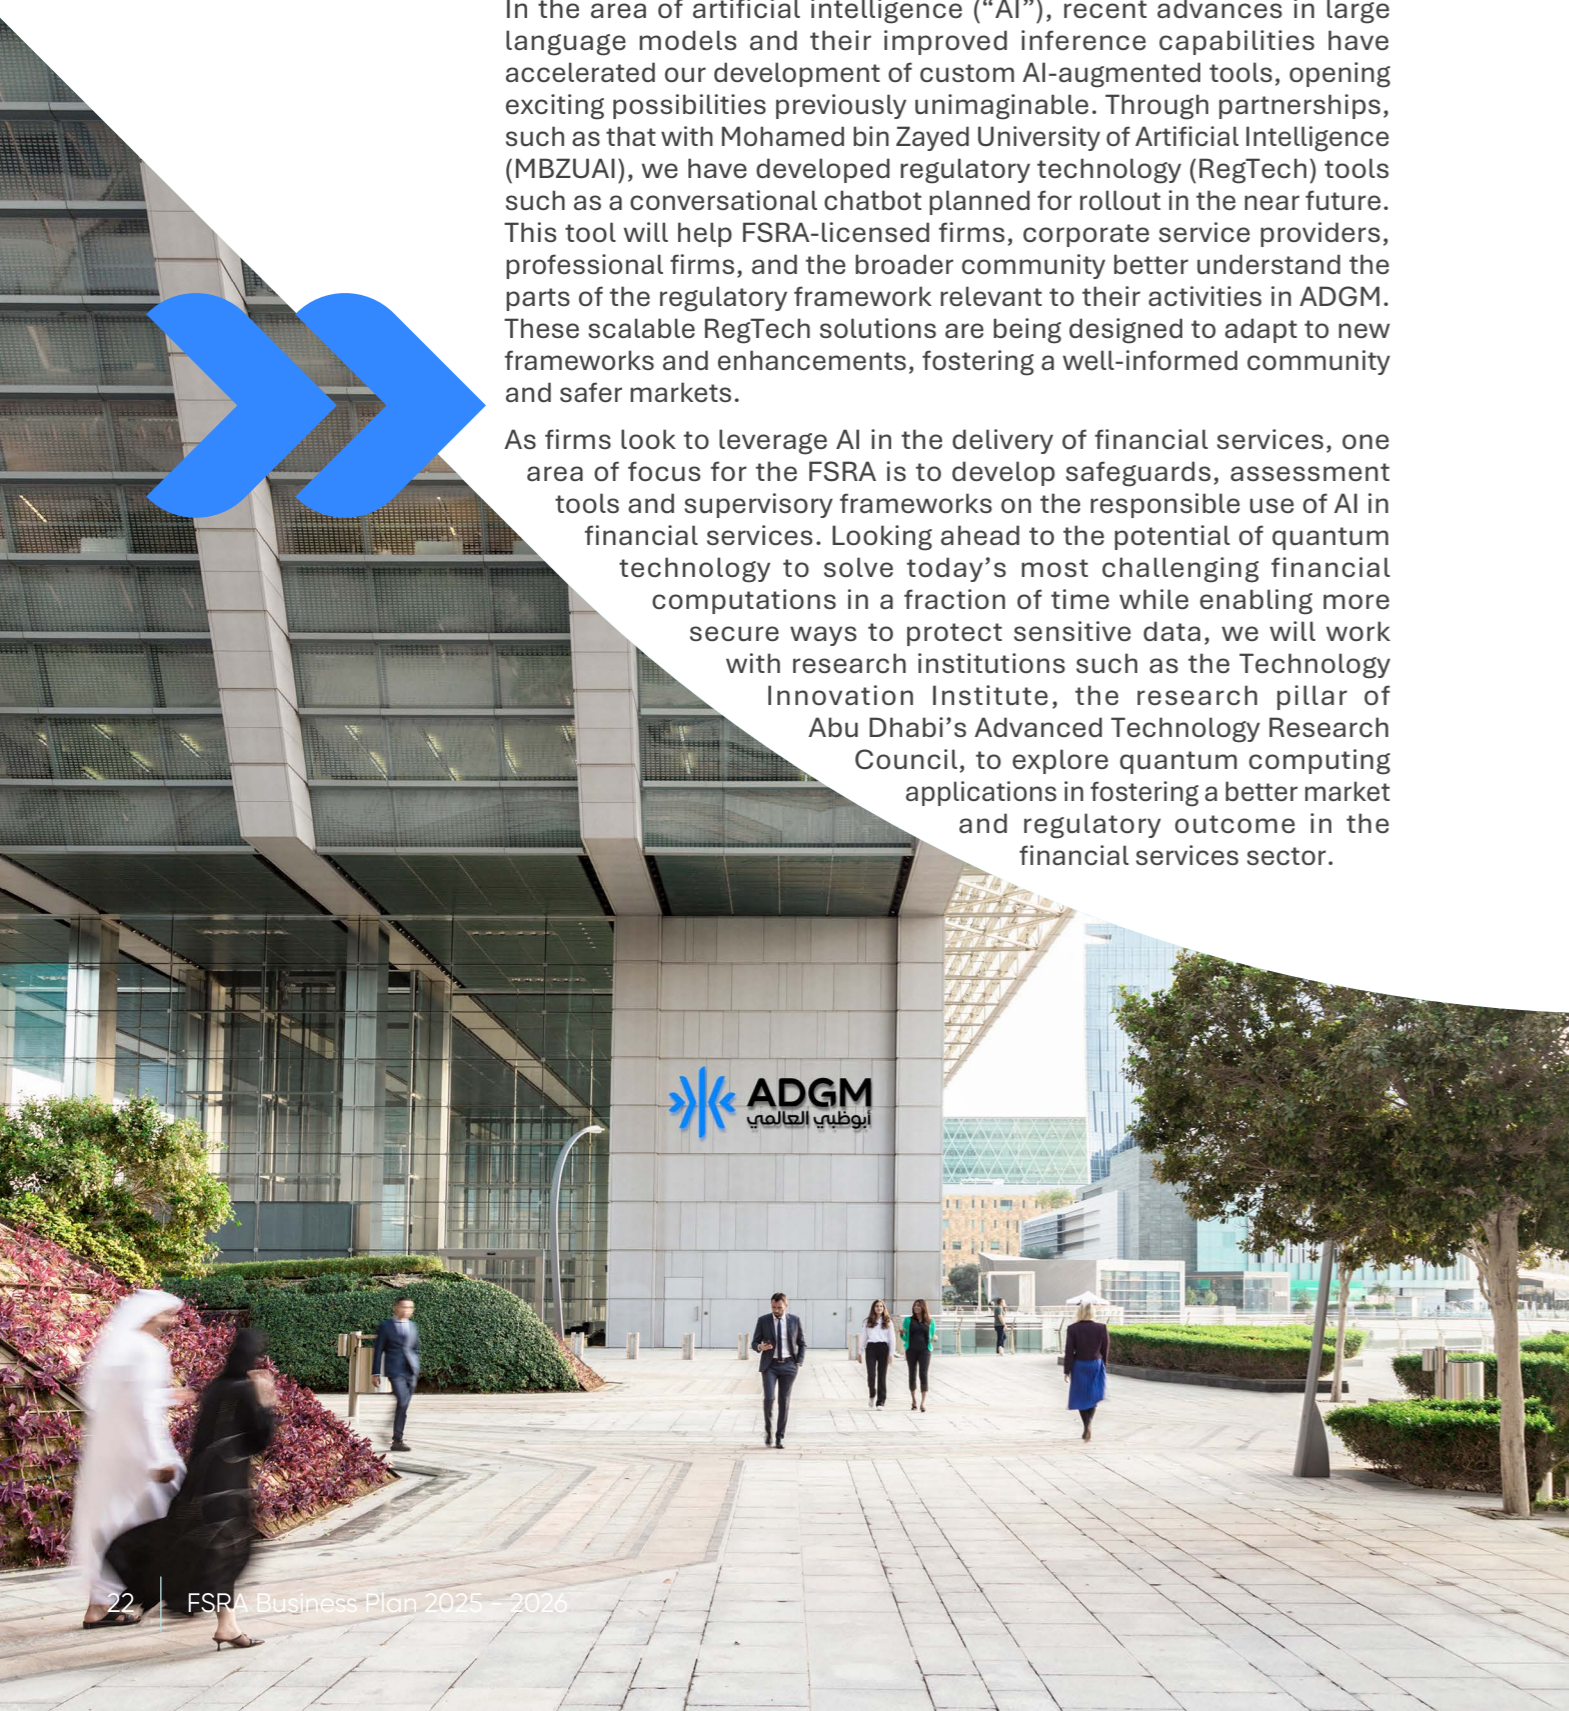 In the area of artificial intelligence (“AI”), recent advances in large
language models and their improved inference capabilities have
accelerated our development of custom AI-augmented tools, opening
exciting possibilities previously unimaginable. Through partnerships,
such as that with Mohamed bin Zayed University of Artificial Intelligence
(MBZUAI), we have developed regulatory technology (RegTech) tools
such as a conversational chatbot planned for rollout in the near future.
This tool will help FSRA-licensed firms, corporate service providers,
professional firms, and the broader community better understand the
parts of the regulatory framework relevant to their activities in ADGM.
These scalable RegTech solutions are being designed to adapt to new
frameworks and enhancements, fostering a well-informed community
and safer markets.
As firms look to leverage AI in the delivery of financial services, one
area of focus for the FSRA is to develop safeguards, assessment
tools and supervisory frameworks on the responsible use of AI in
financial services. Looking ahead to the potential of quantum
technology to solve today’s most challenging financial
computations in a fraction of time while enabling more
secure ways to protect sensitive data, we will work
with research institutions such as the Technology
Innovation Institute, the research pillar of
Abu Dhabi’s Advanced Technology Research
Council, to explore quantum computing
applications in fostering a better market
and regulatory outcome in the
financial services sector.
ADGM
أبوظبي العالمي
22
FSRA Business Plan 2025 - 2026